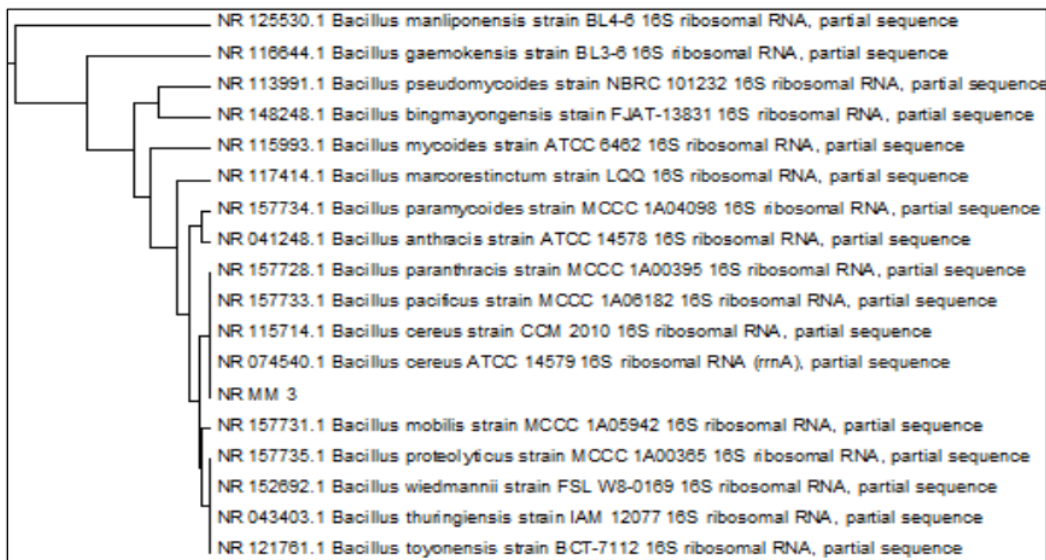 NR 125530.1 Bacillus manliponensis strain BL4-6 16S ribosomal RNA, partial sequence
NR 116644.1 Bacillus gaemokensis strain BL3-6 16S ribosomal RNA, partial sequence
NR 113991.1 Bacillus pseudomycoides strain NBRC 101232 16S ribosomal RNA, partial sequence
NR 148248.1 Bacillus bingmayongensis strain FJAT-13831 16S ribosomal RNA, partial sequence
NR 115993.1 Bacillus mycoides strain ATCC 6462 16S ribosomal RNA, partial sequence
NR 117414.1 Bacillus marcorestinctum strain LQQ 16S ribosomal RNA, partial sequence
NR 157734.1 Bacillus paramycoides strain MCCC 1A04098 16S ribosomal RNA, partial sequence
NR 041248.1 Bacillus anthracis strain ATCC 14578 16S ribosomal RNA, partial sequence
NR 157728.1 Bacillus paranthracis strain MCCC 1A00395 16S ribosomal RNA, partial sequence
NR 157733.1 Bacillus pacificus strain MCCC 1A06182 16S ribosomal RNA, partial sequence
NR 115714.1 Bacillus cereus strain CCM 2010 16S ribosomal RNA, partial sequence
NR 074540.1 Bacillus cereus ATCC 14579 16S ribosomal RNA (rrnA), partial sequence
NR MM 3
NR 157731.1 Bacillus mobilis strain MCCC 1A05942 16S ribosomal RNA, partial sequence
NR 157735.1 Bacillus proteolyticus strain MCCC 1A00365 16S ribosomal RNA, partial sequence
NR 152692.1 Bacillus wiedmannii strain FSL W8-0169 16S ribosomal RNA, partial sequence
NR 043403.1 Bacillus thuringiensis strain IAM 12077 16S ribosomal RNA, partial sequence
NR 121761.1 Bacillus toyonensis strain BCT-7112 16S ribosomal RNA, partial sequence